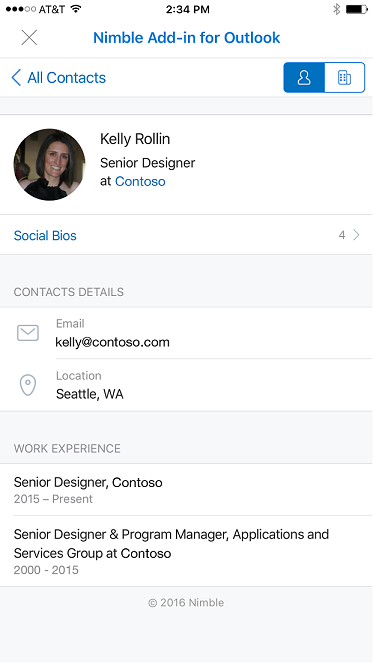 AT&T 2:34 PM
Nimble Add-in for Outlook
All Contacts
Kelly Rollin
Senior Designer
at Contoso
Social Bios 4
CONTACTS DETAILS
Email
kelly@contoso.com
Location
Seattle, WA
WORK EXPERIENCE
Senior Designer, Contoso
2015 – Present
Senior Designer & Program Manager, Applications and
Services Group at Contoso
2000 - 2015
© 2016 Nimble